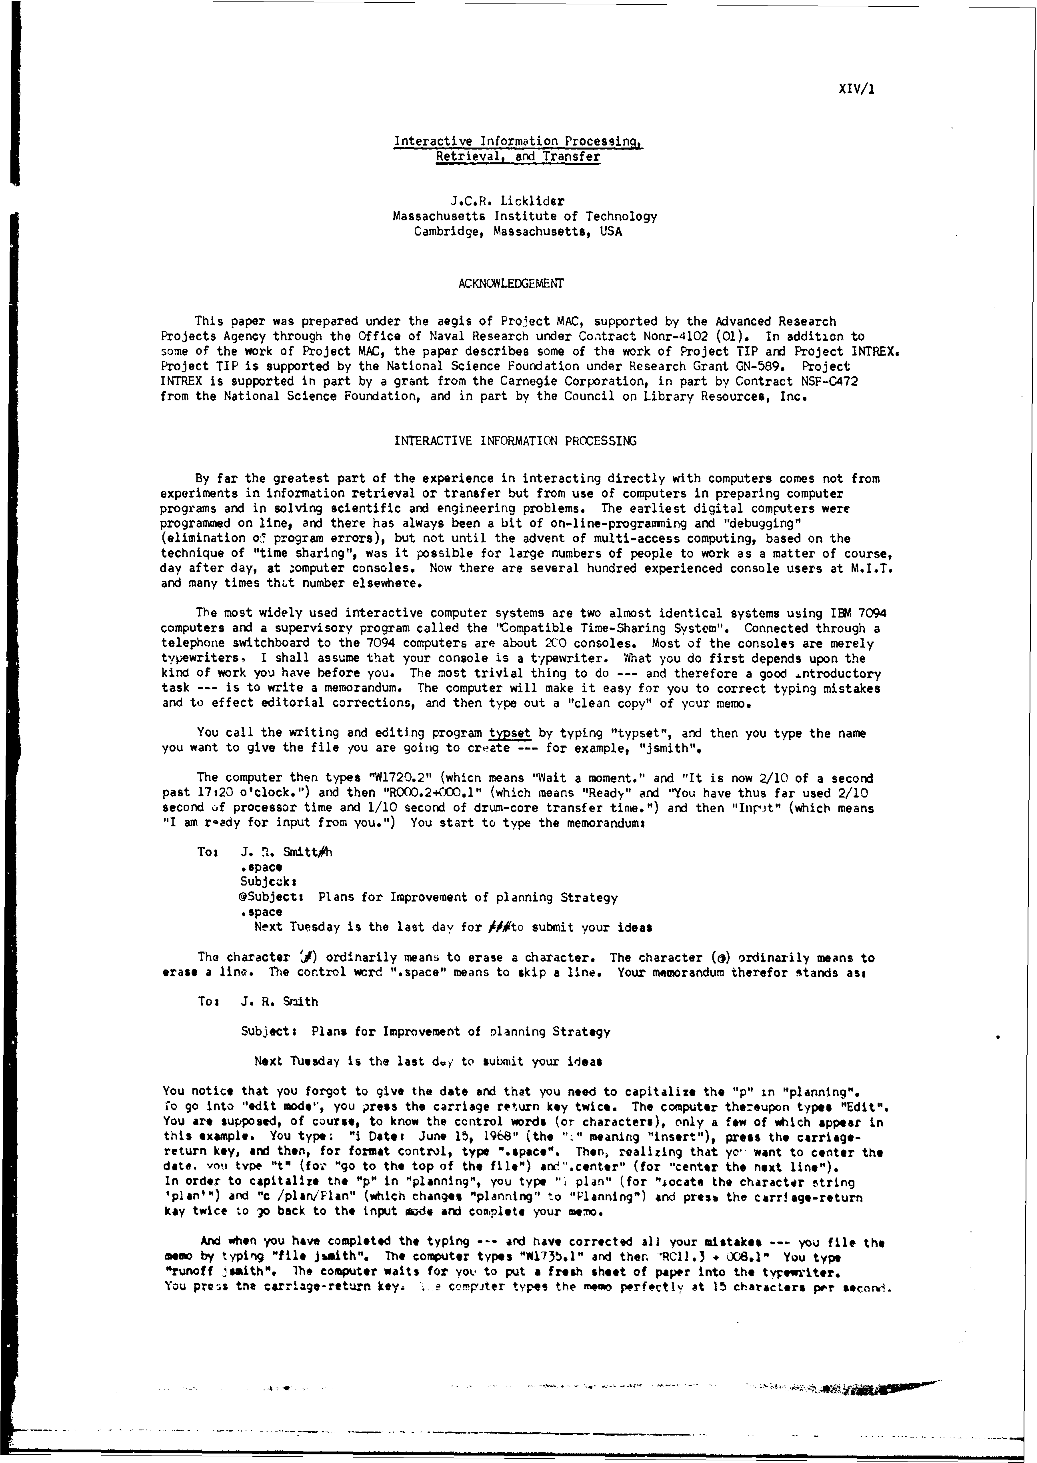 XIV/1
Interactive Information Processing,
Retrieval, and Transfer
J.C.R. Licklider
Massachusetts Institute of Technology
Cambridge, Massachusetts, USA
ACKNOWLEDGEMENT
This paper was prepared under the aegis of Project MAC, supported by the Advanced Research
Projects Agency through the Office of Naval Research under Contract Nonr-4102 (01). In addition to
some of the work of Project MAC, the paper describes some of the work of Project TIP and Project INTREX.
Project TIP is supported by the National Science Foundation under Research Grant GN-589. Project
INTREX is supported in part by a grant from the Carnegie Corporation, in part by Contract NSF-C472
from the National Science Foundation, and in part by the Council on Library Resources, Inc.
INTERACTIVE INFORMATION PROCESSING
By far the greatest part of the experience in interacting directly with computers comes not from
experiments in information retrieval or transfer but from use of computers in preparing computer
programs and in solving scientific and engineering problems. The earliest digital computers were
programmed on line, and there has always been a bit of on-line-programming and "debugging"
(elimination of program errors), but not until the advent of multi-access computing, based on the
technique of "time sharing", was it possible for large numbers of people to work as a matter of course,
day after day, at computer consoles. Now there are several hundred experienced console users at M.I.T.
and many times that number elsewhere.
The most widely used interactive computer systems are two almost identical systems using IBM 7094
computers and a supervisory program called the "Compatible Time-Sharing System". Connected through a
telephone switchboard to the 7094 computers are about 200 consoles. Most of the consoles are merely
typewriters. I shall assume that your console is a typewriter. What you do first depends upon the
kind of work you have before you. The most trivial thing to do --- and therefore a good introductory
task --- is to write a memorandum. The computer will make it easy for you to correct typing mistakes
and to effect editorial corrections, and then type out a "clean copy" of your memo.
You call the writing and editing program typset by typing "typset", and then you type the name
you want to give the file you are going to create --- for example, "jsmith".
The computer then types "W1720.2" (which means "Wait a moment." and "It is now 2/10 of a second
past 17:20 o'clock.") and then "R000.2+000.1" (which means "Ready" and "You have thus far used 2/10
second of processor time and 1/10 second of drum-core transfer time.") and then "Input" (which means
"I am ready for input from you.") You start to type the memorandum:
To: J. R. Smitt#h
.space
Subjcck:
@Subject: Plans for Improvement of planning Strategy
.space
Next Tuesday is the last day for ###to submit your ideas
The character (#) ordinarily means to erase a character. The character (@) ordinarily means to
erase a line. The control word ".space" means to skip a line. Your memorandum therefor stands as:
To: J. R. Smith
Subject: Plans for Improvement of planning Strategy
Next Tuesday is the last day to submit your ideas
You notice that you forgot to give the date and that you need to capitalize the "p" in "planning".
To go into "edit mode", you press the carriage return key twice. The computer thereupon types "Edit".
You are supposed, of course, to know the control words (or characters), only a few of which appear in
this example. You type: "i Date: June 15, 1968" (the "i" meaning "insert"), press the carriage-
return key, and then, for format control, type ".space". Then, realizing that you want to center the
date, you type "t" (for "go to the top of the file") and ".center" (for "center the next line").
In order to capitalize the "p" in "planning", you type "l plan" (for "locate the character string
'plan'") and "c /plan/Plan" (which changes "planning" to "Planning") and press the carriage-return
key twice to go back to the input mode and complete your memo.
And when you have completed the typing --- and have corrected all your mistakes --- you file the
memo by typing "file jsmith". The computer types "W1735.1" and then "R011.3 + 008.1" You type
"runoff jsmith". The computer waits for you to put a fresh sheet of paper into the typewriter.
You press the carriage-return key. The computer types the memo perfectly at 15 characters per second.